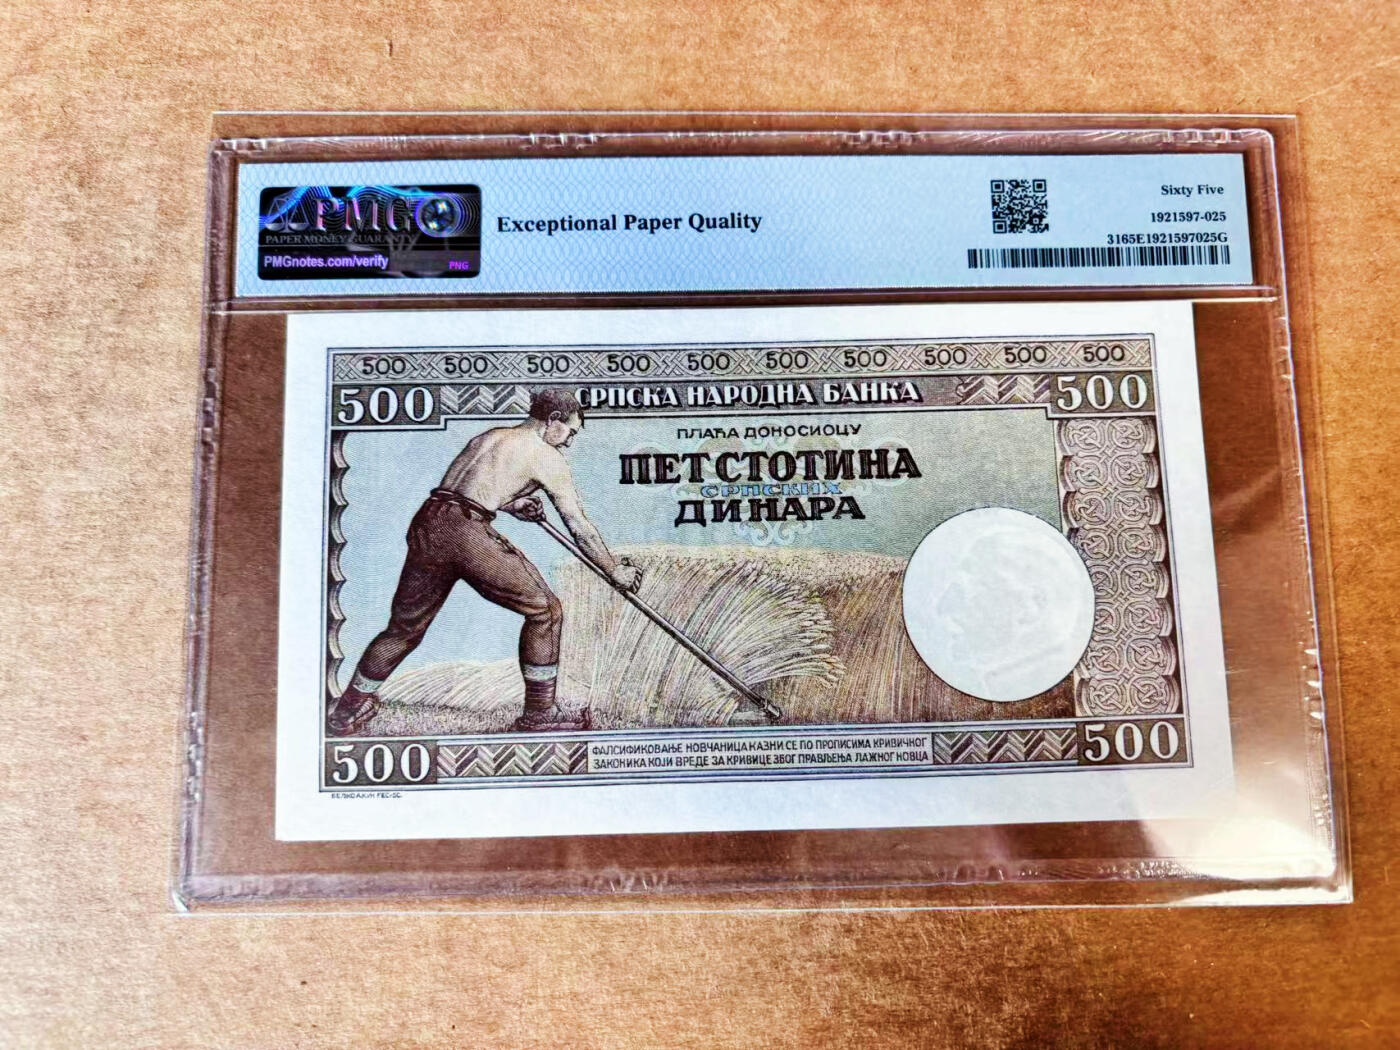 PMG
PAPER MONEY GUARANTY
PMGnotes.com/verify
PNG
Exceptional Paper Quality
Sixty Five
1921597-025
3165E1921597025G
500 500 500 500 500 500 500 500 500 500
500 СРПСКА НАРОДНА БАНКА 500
ПЛАЋА ДОНОСИОЦУ
ПЕТ СТОТИНА
СРПСКИХ
ДИНАРА
500 ФАЛСИФИКОВАЊЕ НОВЧАНИЦА КАЗНИ СЕ ПО ПРОПИСИМА КРИВИЧНОГ 500
ЗАКОНИКА КОЈИ ВРЕДЕ ЗА КРИВИЦЕ ЗБОГ ПРАВЉЕЊА ЛАЖНОГ НОВЦА